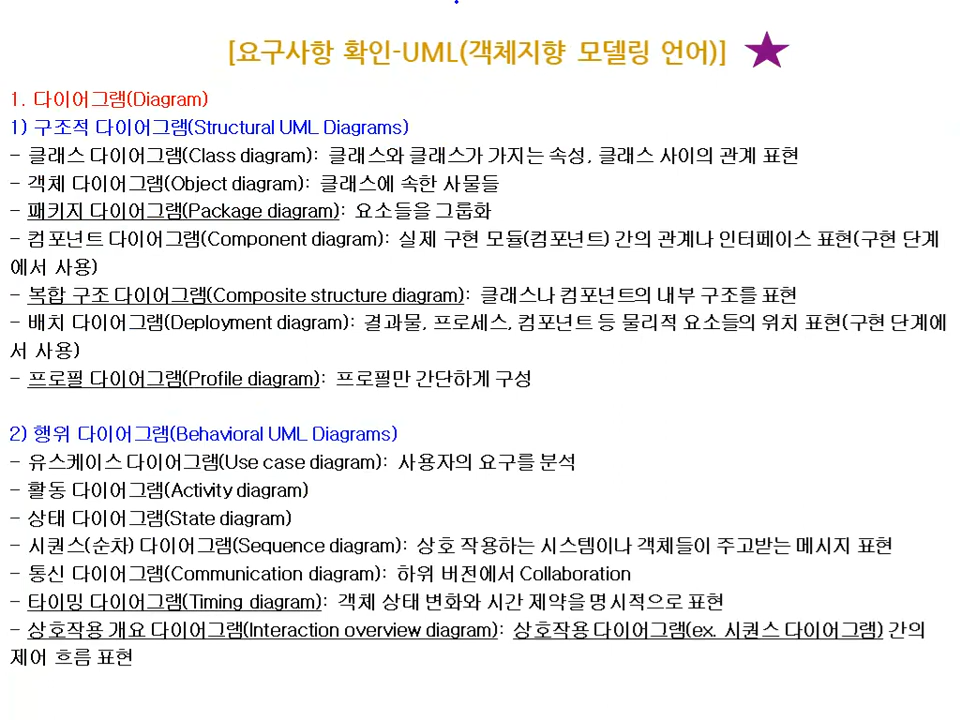 [요구사항 확인-UML(객체지향 모델링 언어)]
1. 다이어그램(Diagram)
1) 구조적 다이어그램(Structural UML Diagrams)
- 클래스 다이어그램(Class diagram): 클래스와 클래스가 가지는 속성, 클래스 사이의 관계 표현
- 객체 다이어그램(Object diagram): 클래스에 속한 사물들
- 패키지 다이어그램(Package diagram): 요소들을 그룹화
- 컴포넌트 다이어그램(Component diagram): 실제 구현 모듈(컴포넌트) 간의 관계나 인터페이스 표현(구현 단계
에서 사용)
- 복합 구조 다이어그램(Composite structure diagram): 클래스나 컴포넌트의 내부 구조를 표현
- 배치 다이어그램(Deployment diagram): 결과물, 프로세스, 컴포넌트 등 물리적 요소들의 위치 표현(구현 단계에
서 사용)
- 프로필 다이어그램(Profile diagram): 프로필만 간단하게 구성
2) 행위 다이어그램(Behavioral UML Diagrams)
- 유스케이스 다이어그램(Use case diagram): 사용자의 요구를 분석
- 활동 다이어그램(Activity diagram)
- 상태 다이어그램(State diagram)
- 시퀀스(순차) 다이어그램(Sequence diagram): 상호 작용하는 시스템이나 객체들이 주고받는 메시지 표현
- 통신 다이어그램(Communication diagram): 하위 버전에서 Collaboration
- 타이밍 다이어그램(Timing diagram): 객체 상태 변화와 시간 제약을 명시적으로 표현
- 상호작용 개요 다이어그램(Interaction overview diagram): 상호작용 다이어그램(ex. 시퀀스 다이어그램) 간의
제어 흐름 표현